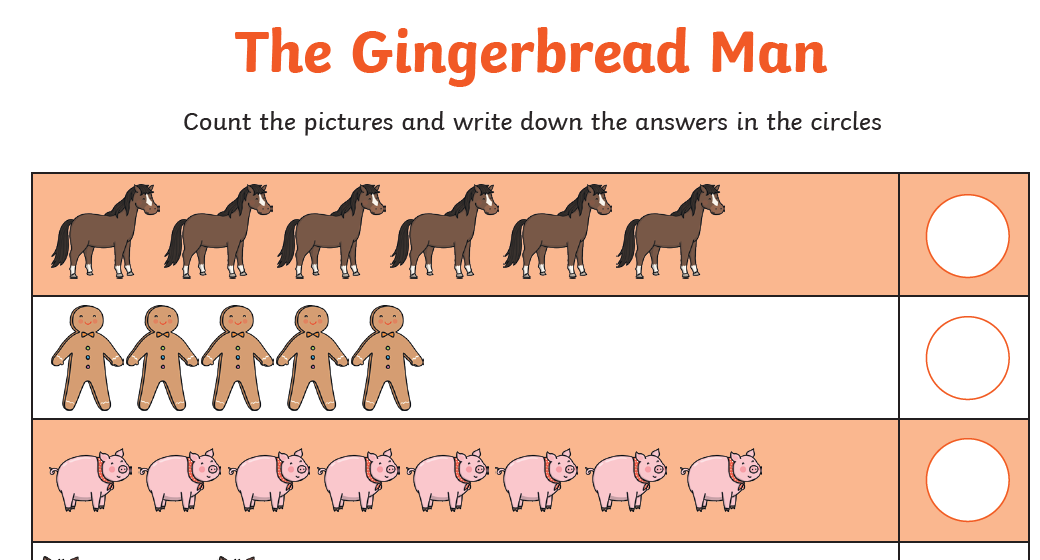 The Gingerbread Man
Count the pictures and write down the answers in the circles